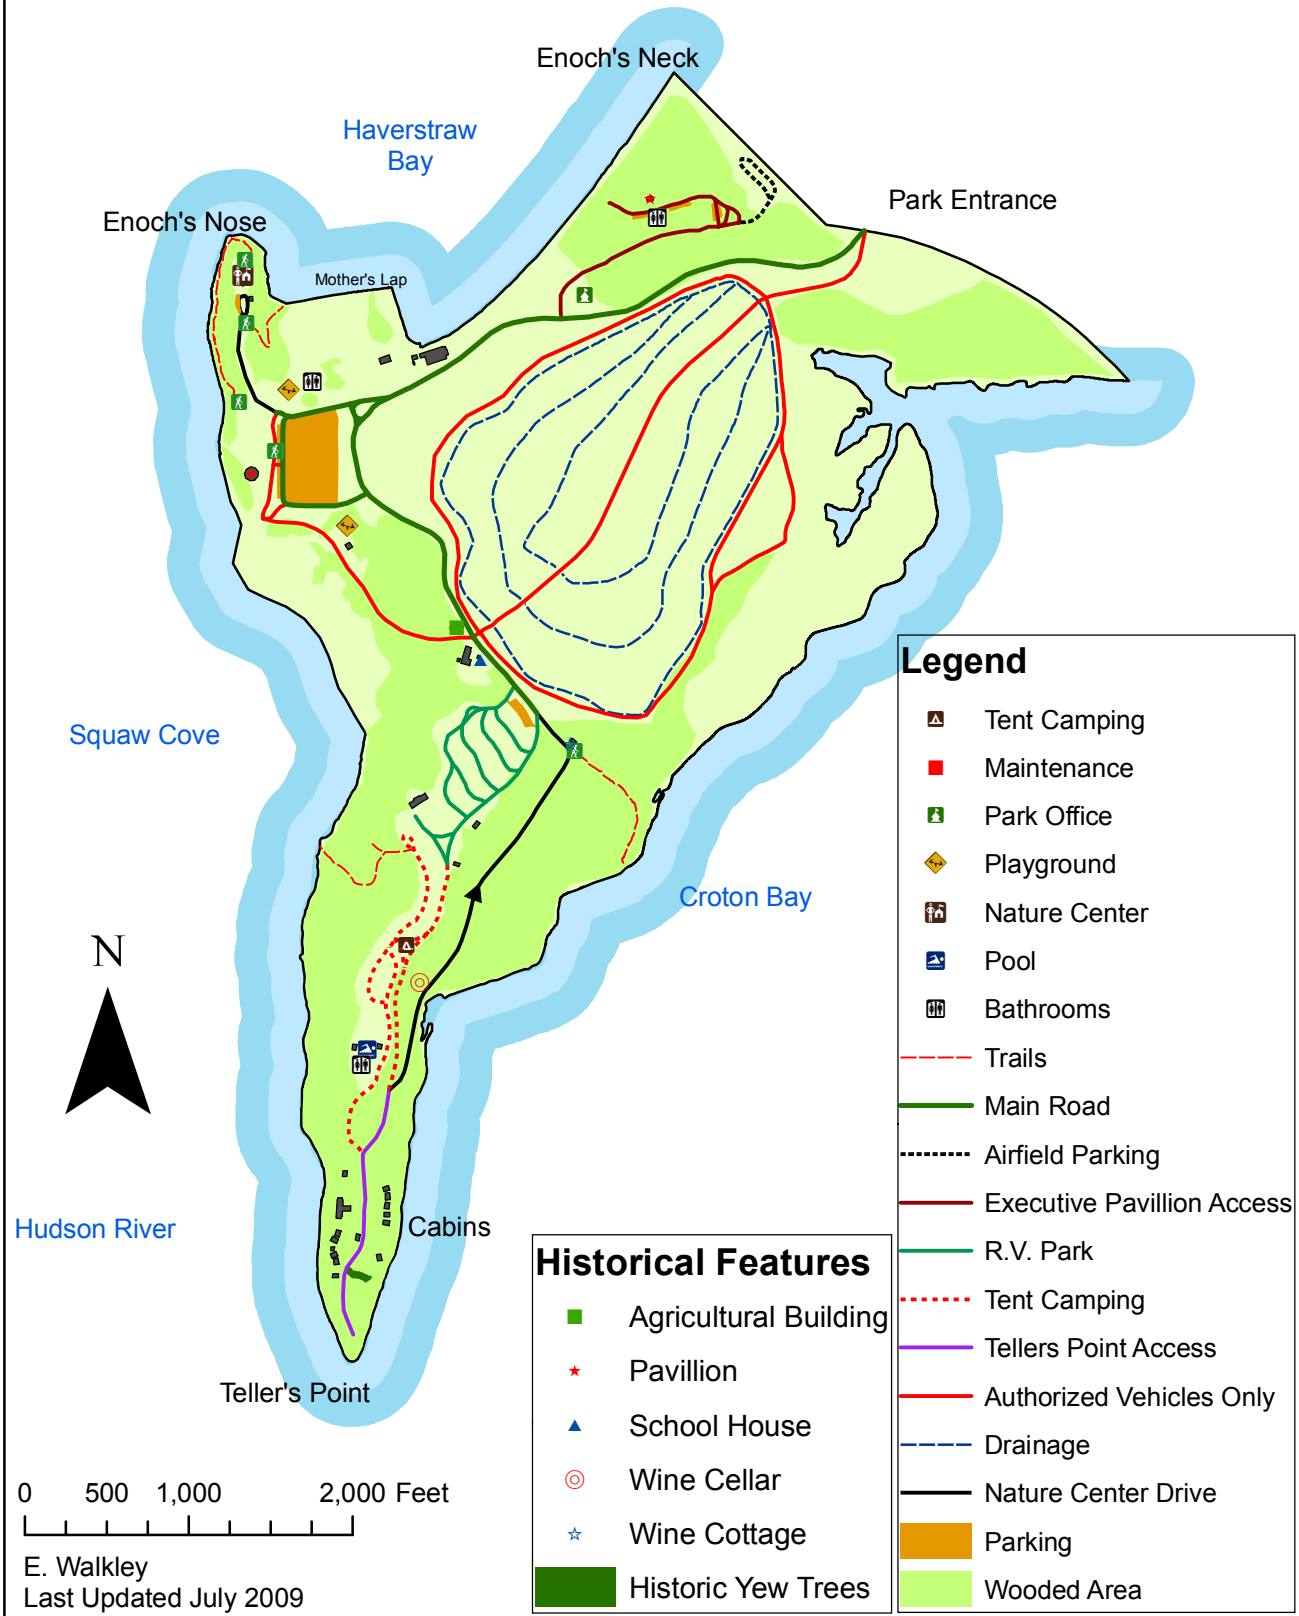 Enoch's Neck
Haverstraw
Bay
Park Entrance
Enoch's Nose
Mother's Lap
Squaw Cove
Croton Bay
N
Hudson River
Cabins
Teller's Point
0 500 1,000 2,000 Feet
E. Walkley
Last Updated July 2009
Historical Features
Agricultural Building
Pavillion
School House
Wine Cellar
Wine Cottage
Historic Yew Trees
Legend
Tent Camping
Maintenance
Park Office
Playground
Nature Center
Pool
Bathrooms
Trails
Main Road
Airfield Parking
Executive Pavillion Access
R.V. Park
Tent Camping
Tellers Point Access
Authorized Vehicles Only
Drainage
Nature Center Drive
Parking
Wooded Area